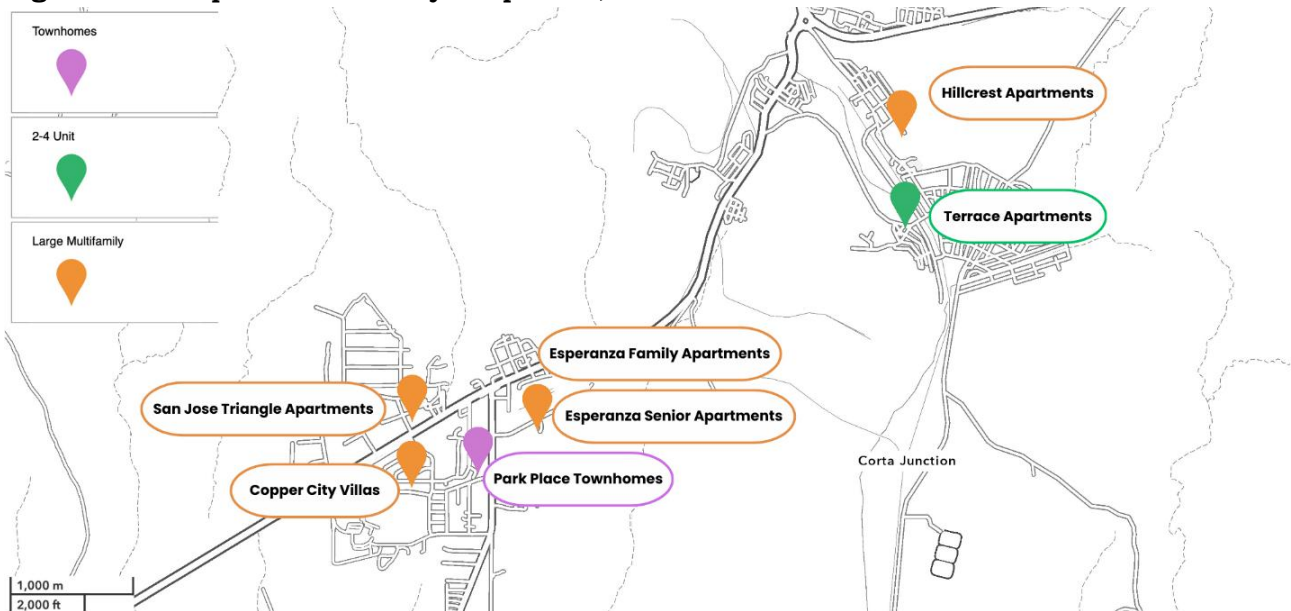 Townhomes
2-4 Unit
Large Multifamily
Hillcrest Apartments
Terrace Apartments
Esperanza Family Apartments
San Jose Triangle Apartments
Esperanza Senior Apartments
Park Place Townhomes
Copper City Villas
Corta Junction
1,000 m
2,000 ft